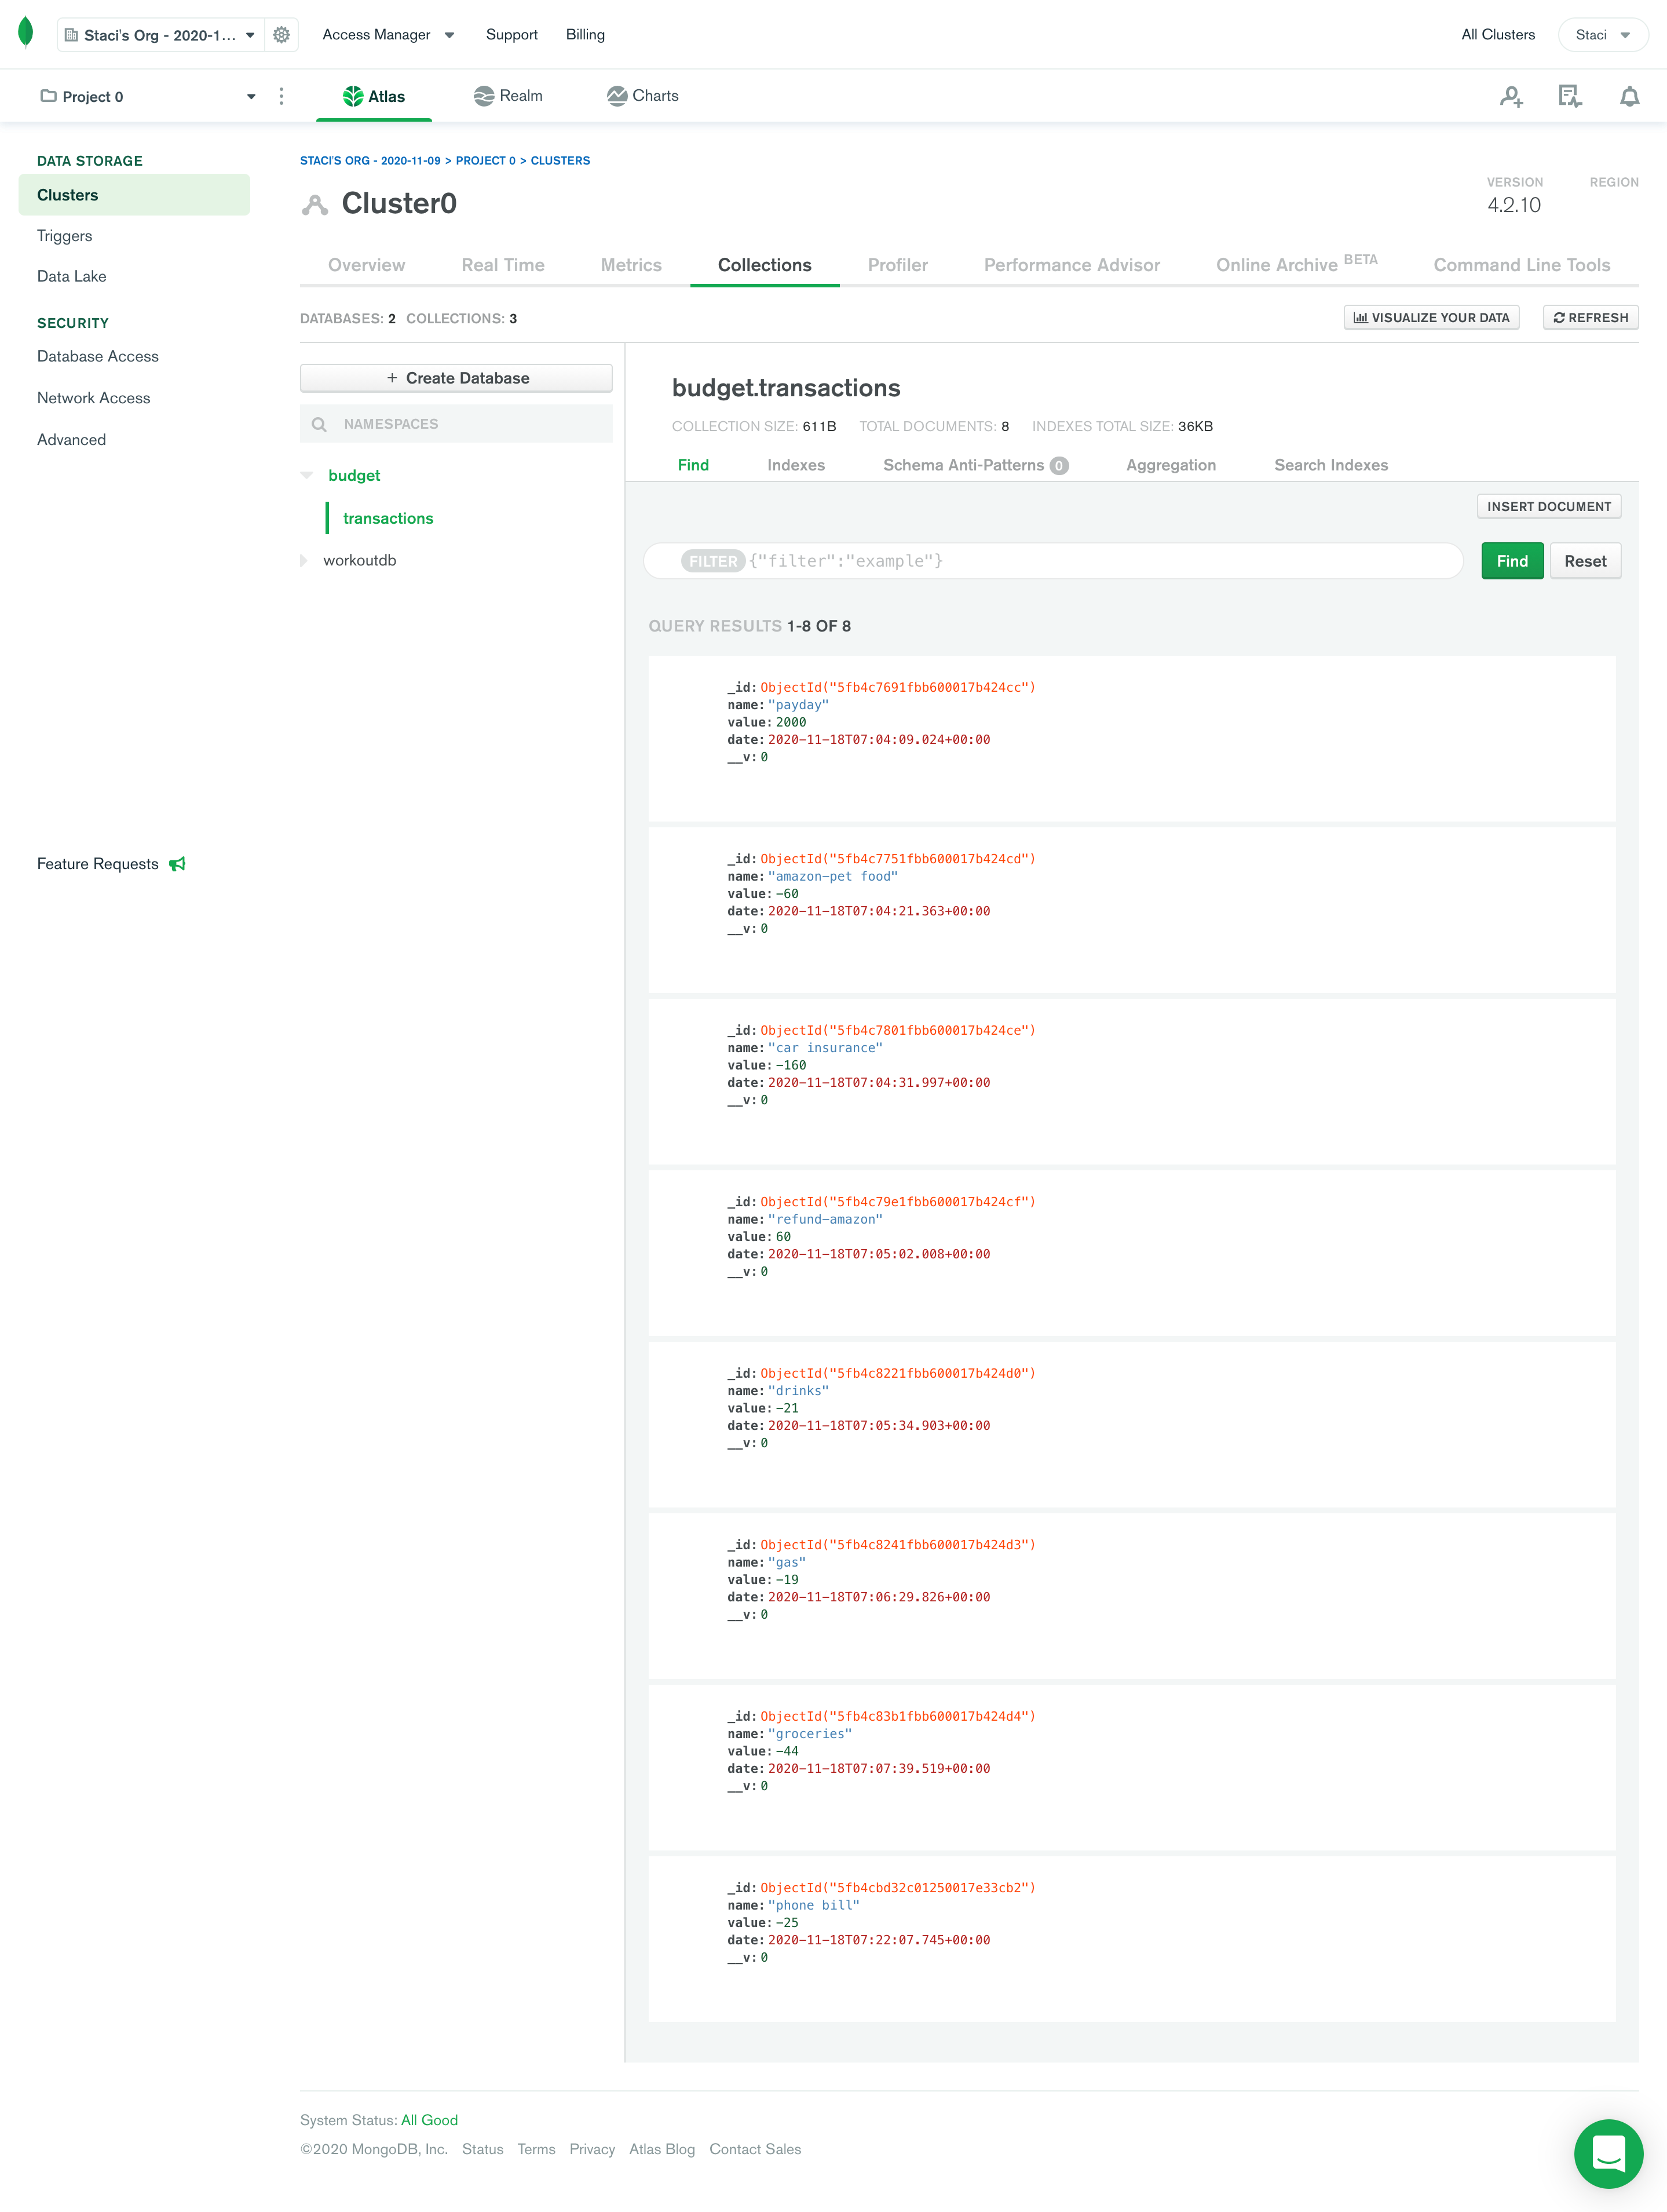 Staci's Org - 2020-1...
Access Manager
Support
Billing
All Clusters
Staci
Project 0
Atlas
Realm
Charts
DATA STORAGE
Clusters
Triggers
Data Lake
SECURITY
Database Access
Network Access
Advanced
Feature Requests
STACI'S ORG - 2020-11-09 > PROJECT 0 > CLUSTERS
Cluster0
VERSION
4.2.10
REGION
Overview
Real Time
Metrics
Collections
Profiler
Performance Advisor
Online Archive BETA
Command Line Tools
DATABASES: 2 COLLECTIONS: 3
VISUALIZE YOUR DATA
REFRESH
+ Create Database
NAMESPACES
budget
transactions
workoutdb
budget.transactions
COLLECTION SIZE: 611B TOTAL DOCUMENTS: 8 INDEXES TOTAL SIZE: 36KB
Find
Indexes
Schema Anti-Patterns 0
Aggregation
Search Indexes
INSERT DOCUMENT
FILTER {"filter":"example"}
Find
Reset
QUERY RESULTS 1-8 OF 8
_id: ObjectId("5fb4c7691fbb600017b424cc")
name: "payday"
value: 2000
date: 2020-11-18T07:04:09.024+00:00
__v: 0
_id: ObjectId("5fb4c7751fbb600017b424cd")
name: "amazon-pet food"
value: -60
date: 2020-11-18T07:04:21.363+00:00
__v: 0
_id: ObjectId("5fb4c7801fbb600017b424ce")
name: "car insurance"
value: -160
date: 2020-11-18T07:04:31.997+00:00
__v: 0
_id: ObjectId("5fb4c79e1fbb600017b424cf")
name: "refund-amazon"
value: 60
date: 2020-11-18T07:05:02.008+00:00
__v: 0
_id: ObjectId("5fb4c8221fbb600017b424d0")
name: "drinks"
value: -21
date: 2020-11-18T07:05:34.903+00:00
__v: 0
_id: ObjectId("5fb4c8241fbb600017b424d3")
name: "gas"
value: -19
date: 2020-11-18T07:06:29.826+00:00
__v: 0
_id: ObjectId("5fb4c83b1fbb600017b424d4")
name: "groceries"
value: -44
date: 2020-11-18T07:07:39.519+00:00
__v: 0
_id: ObjectId("5fb4cbd32c01250017e33cb2")
name: "phone bill"
value: -25
date: 2020-11-18T07:22:07.745+00:00
__v: 0
System Status: All Good
©2020 MongoDB, Inc. Status Terms Privacy Atlas Blog Contact Sales